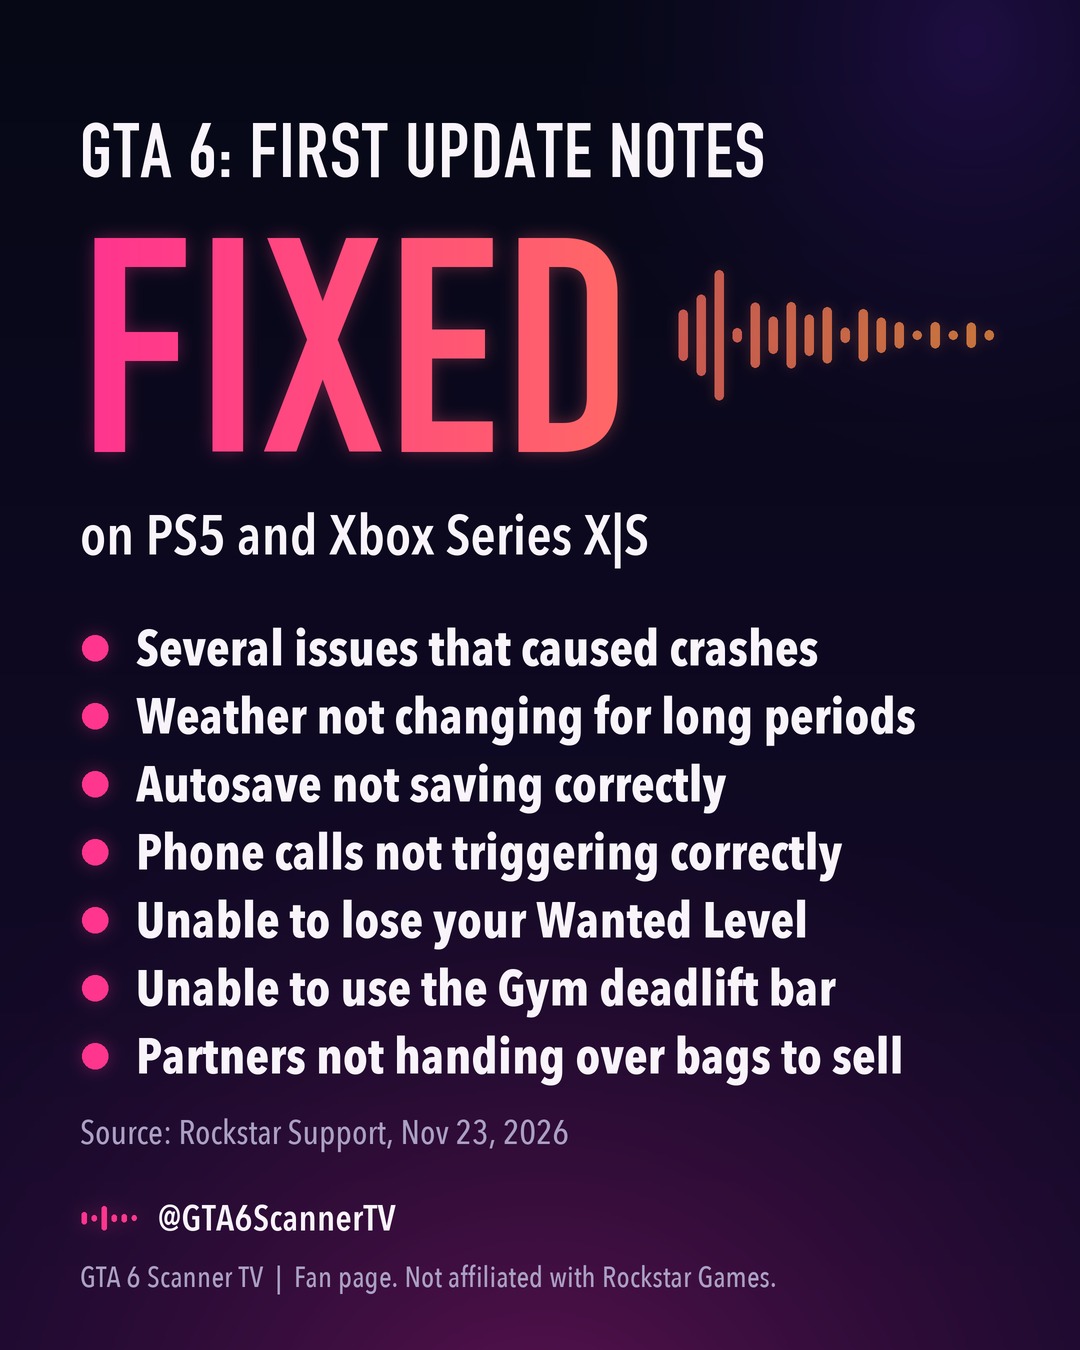 GTA 6: FIRST UPDATE NOTES
FIXED
on PS5 and Xbox Series X|S
Several issues that caused crashes
Weather not changing for long periods
Autosave not saving correctly
Phone calls not triggering correctly
Unable to lose your Wanted Level
Unable to use the Gym deadlift bar
Partners not handing over bags to sell
Source: Rockstar Support, Nov 23, 2026
@GTA6ScannerTV
GTA 6 Scanner TV | Fan page. Not affiliated with Rockstar Games.